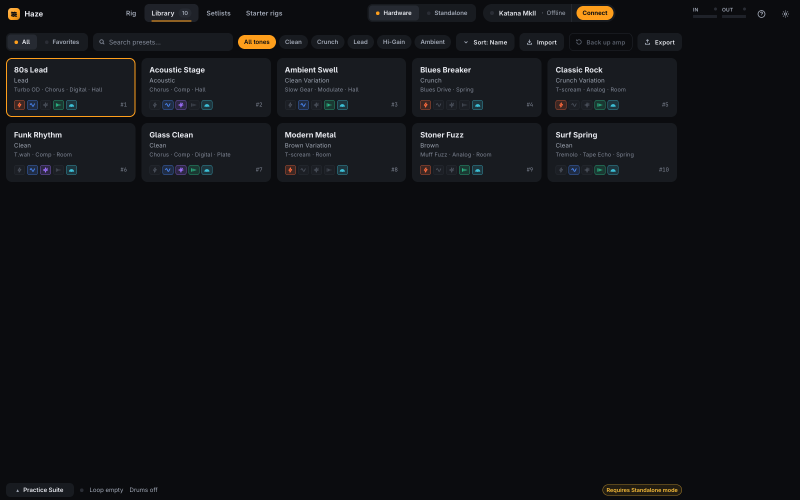 Haze
Rig Library 10 Setlists Starter rigs
Hardware Standalone
Katana MkII · Offline Connect
IN OUT
All Favorites Search presets... All tones Clean Crunch Lead Hi-Gain Ambient Sort: Name Import Back up amp Export
80s Lead
Lead
Turbo OD · Chorus · Digital · Hall
#1
Acoustic Stage
Acoustic
Chorus · Comp · Hall
#2
Ambient Swell
Clean Variation
Slow Gear · Modulate · Hall
#3
Blues Breaker
Crunch
Blues Drive · Spring
#4
Classic Rock
Crunch Variation
T-scream · Analog · Room
#5
Funk Rhythm
Clean
T.wah · Comp · Room
#6
Glass Clean
Clean
Chorus · Comp · Digital · Plate
#7
Modern Metal
Brown Variation
T-scream · Room
#8
Stoner Fuzz
Brown
Muff Fuzz · Analog · Room
#9
Surf Spring
Clean
Tremolo · Tape Echo · Spring
#10
Practice Suite Loop empty Drums off Requires Standalone mode